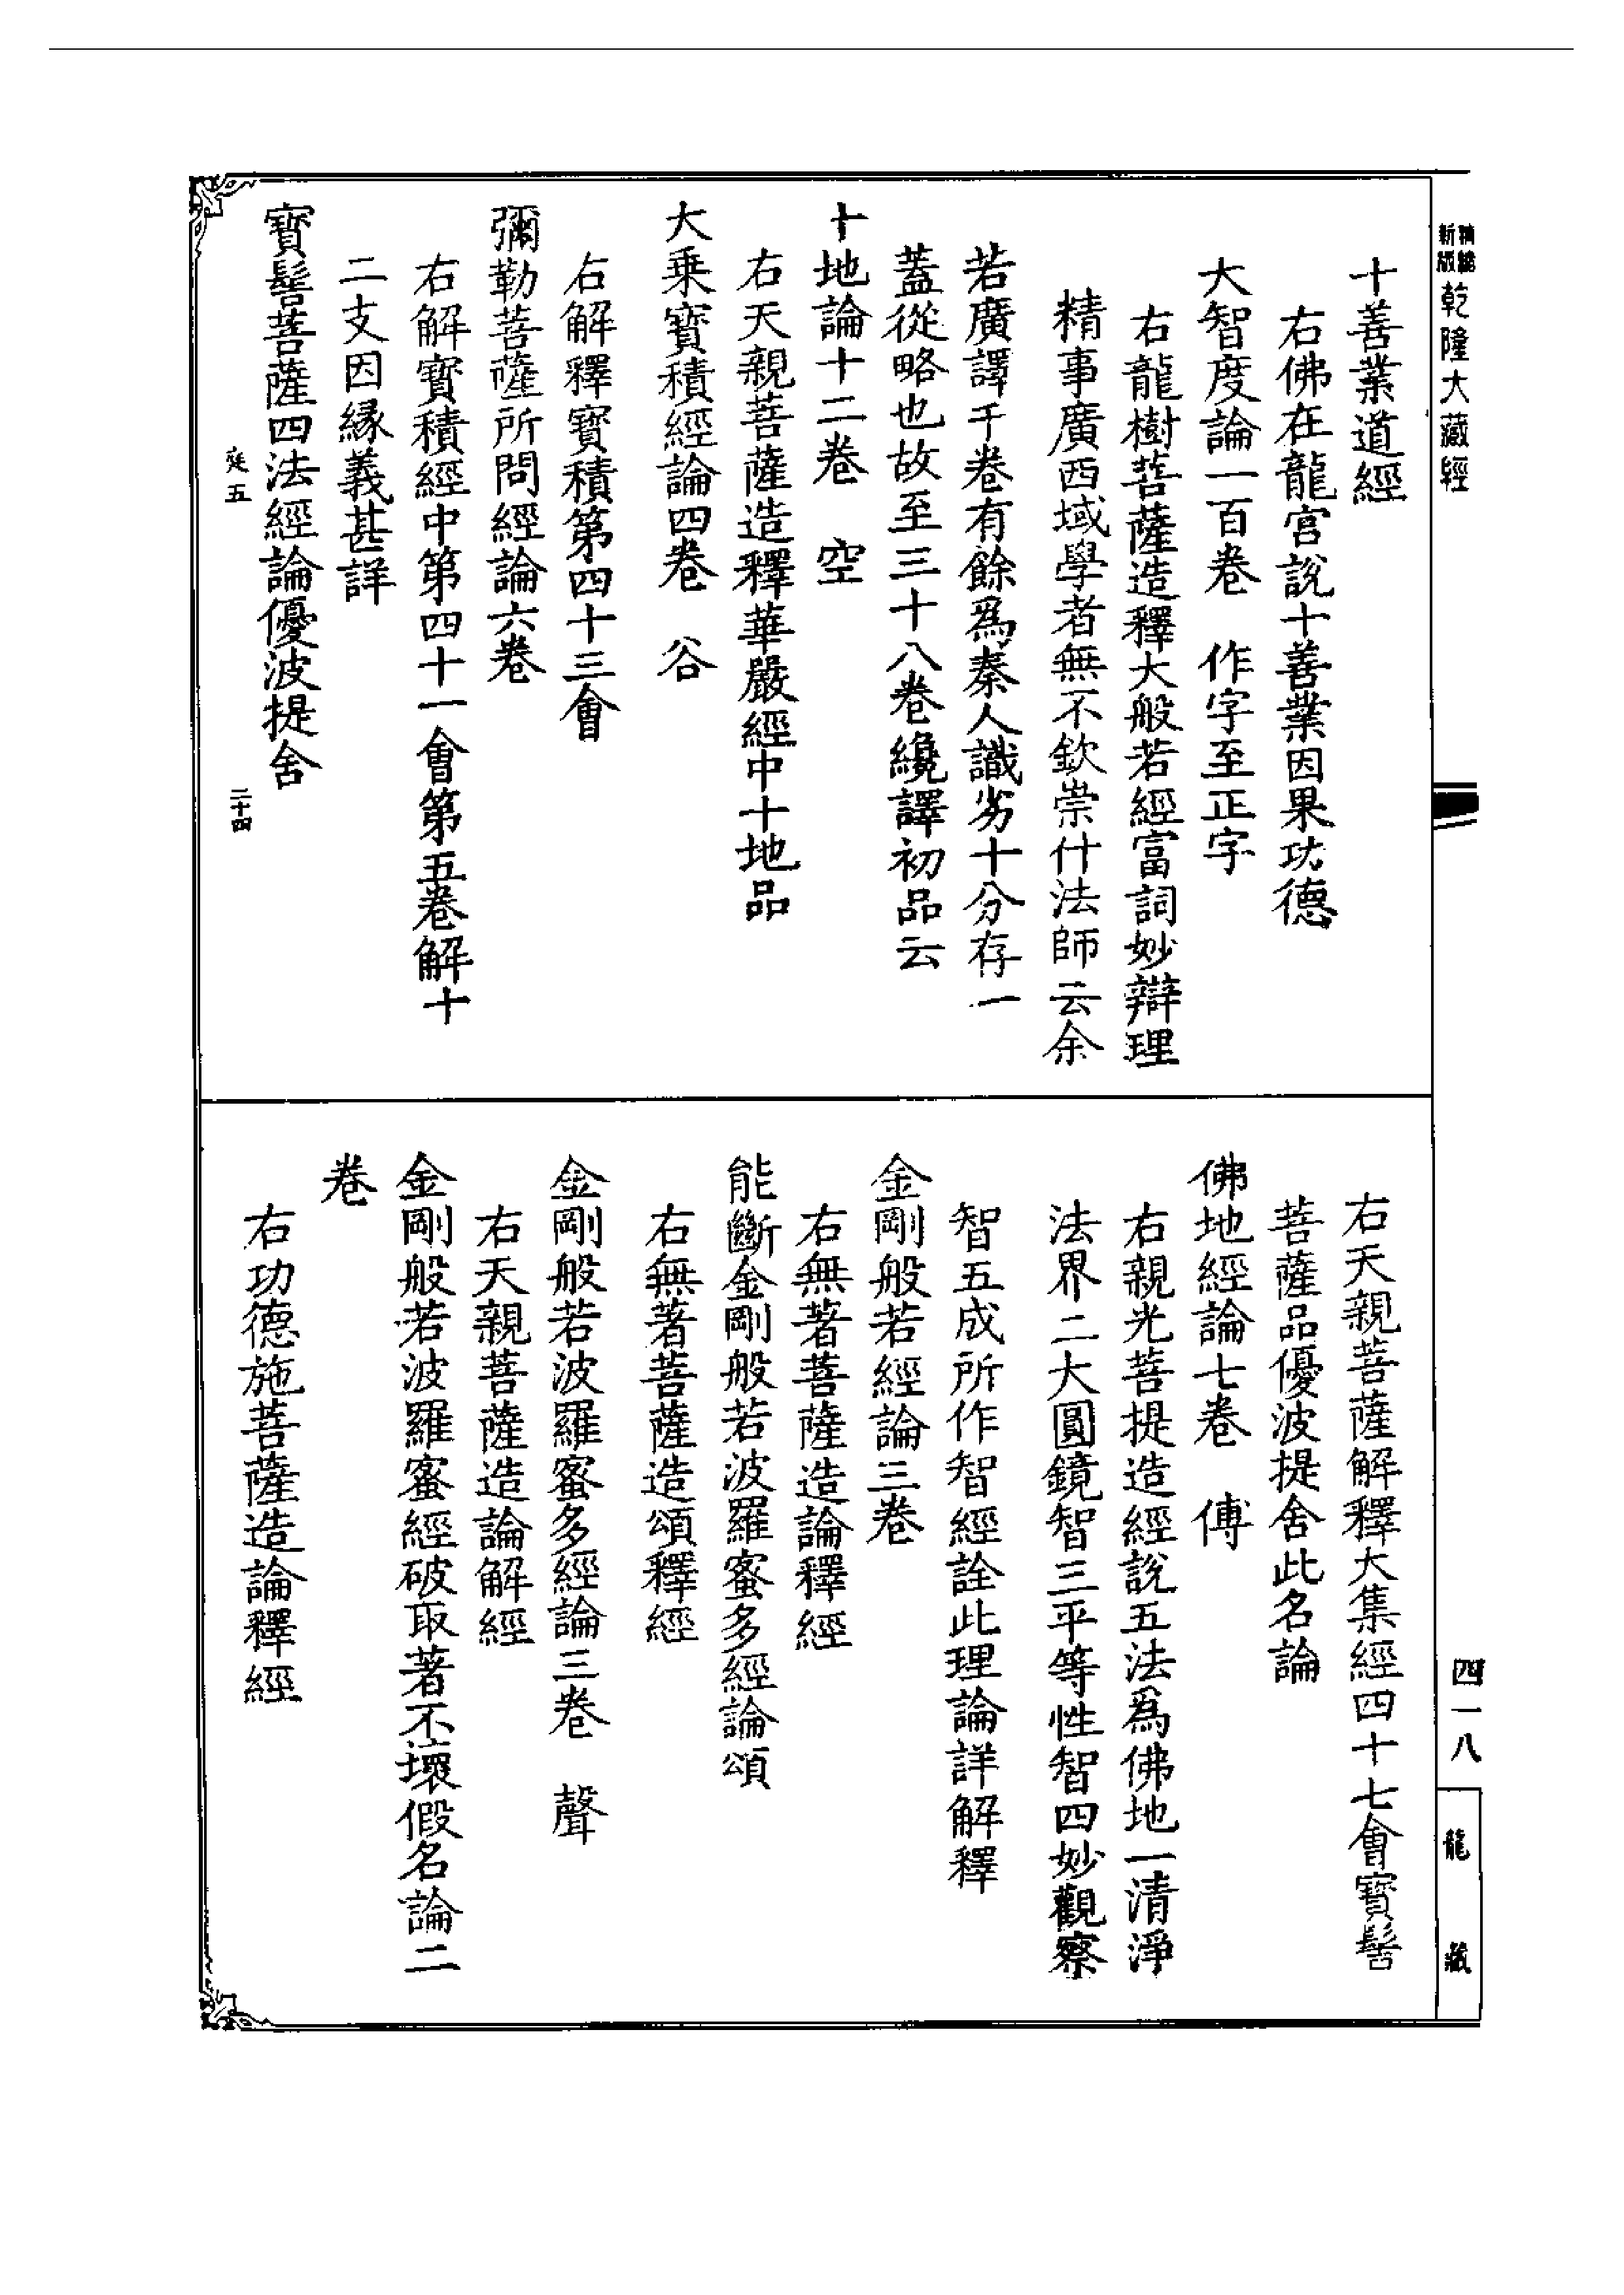 精縮
新版
乾隆大藏經
十善業道經
右佛在龍宮說十善業因果功德
大智度論一百卷　作字至正字
右龍樹菩薩造釋大般若經富詞妙辯理
精事廣西域學者無不欽崇什法師云余
若廣譯千卷有餘爲秦人識劣十分存一
蓋從略也故至三十八卷纔譯初品云
十地論十二卷　空
右天親菩薩造釋華嚴經中十地品
大乗寶積經論四卷　谷
右解釋寶積第四十三會
彌勒菩薩所問經論六卷
右解寶積經中第四十一會第五卷解十
二支因緣義甚詳
寶髻菩薩四法經論優波提舍
五
二十四
右天親菩薩解釋大集經四十七會寶髻
菩薩品優波提舍此名論
佛地經論七卷　傳
右親光菩提造經說五法爲佛地一清淨
法界二大圓鏡智三平等性智四妙觀察
智五成所作智經詮此理論詳解釋
金剛般若經論三卷
右無著菩薩造論釋經
能斷金剛般若波羅蜜多經論頌
右無著菩薩造頌釋經
金剛般若波羅蜜多經論三卷　聲
右天親菩薩造論解經
金剛般若波羅蜜經破取著不壞假名論二
卷
右功德施菩薩造論釋經
四一八
龍藏